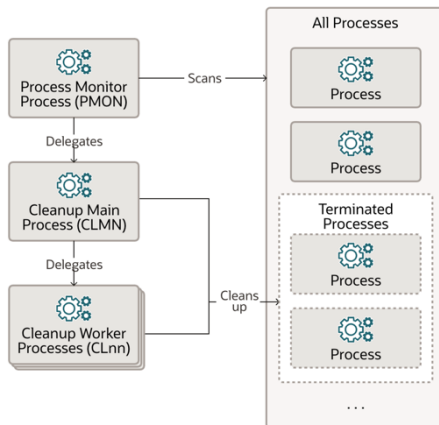 All Processes
Process Monitor
Process (PMON)
Scans
Process
Delegates
Process
Cleanup Main
Process (CLMN)
Terminated
Processes
Process
Delegates
Cleans
up
Cleanup Worker
Processes (CLnn)
Process
...